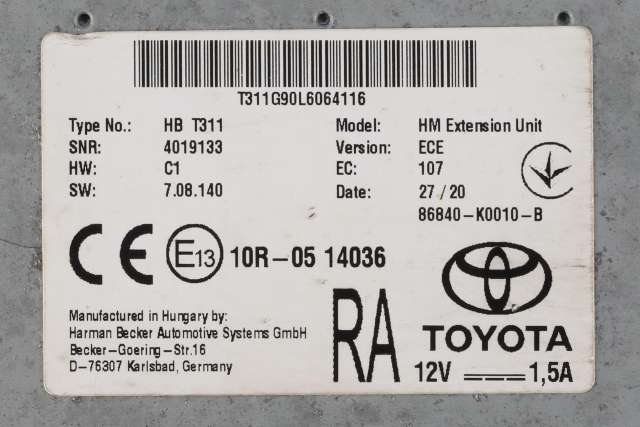 T311G90L6064116
Type No.: HB T311 Model: HM Extension Unit
SNR: 4019133 Version: ECE
HW: C1 EC: 107
SW: 7.08.140 Date: 27/20
86840-K0010-B
CE E13 10R-05 14036
Manufactured in Hungary by:
Harman Becker Automotive Systems GmbH
Becker-Goering-Str.16
D-76307 Karlsbad, Germany
RA
TOYOTA
12V 1,5A